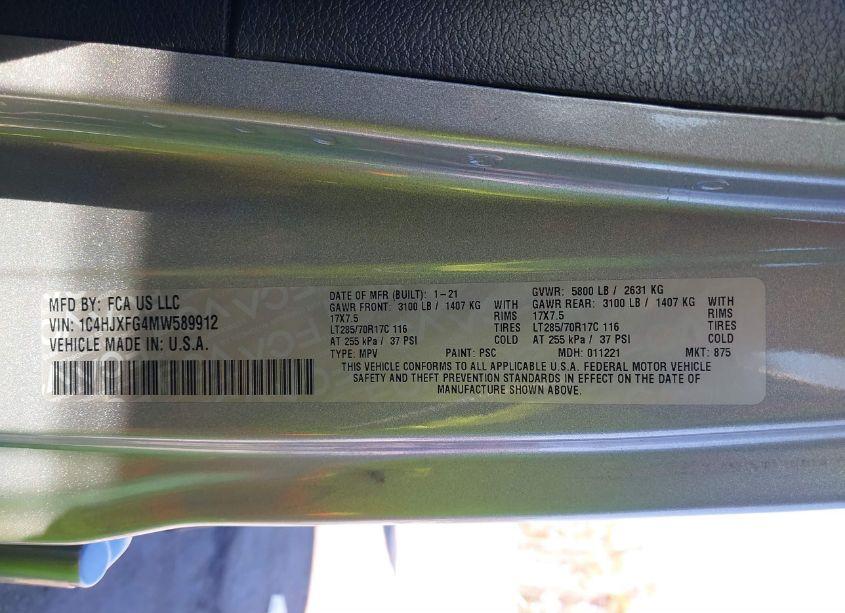 MFD BY: FCA US LLC
VIN: 1C4HJXFG4MW589912
VEHICLE MADE IN: U.S.A.
DATE OF MFR (BUILT): 1-21 GVWR: 5800 LB / 2631 KG
GAWR FRONT: 3100 LB / 1407 KG WITH GAWR REAR: 3100 LB / 1407 KG WITH
17X7.5 RIMS 17X7.5 RIMS
LT285/70R17C 116 TIRES LT285/70R17C 116 TIRES
AT 255 kPa / 37 PSI COLD AT 255 kPa / 37 PSI COLD
TYPE: MPV PAINT: PSC MDH: 011221 MKT: 875
THIS VEHICLE CONFORMS TO ALL APPLICABLE U.S.A. FEDERAL MOTOR VEHICLE
SAFETY AND THEFT PREVENTION STANDARDS IN EFFECT ON THE DATE OF
MANUFACTURE SHOWN ABOVE.